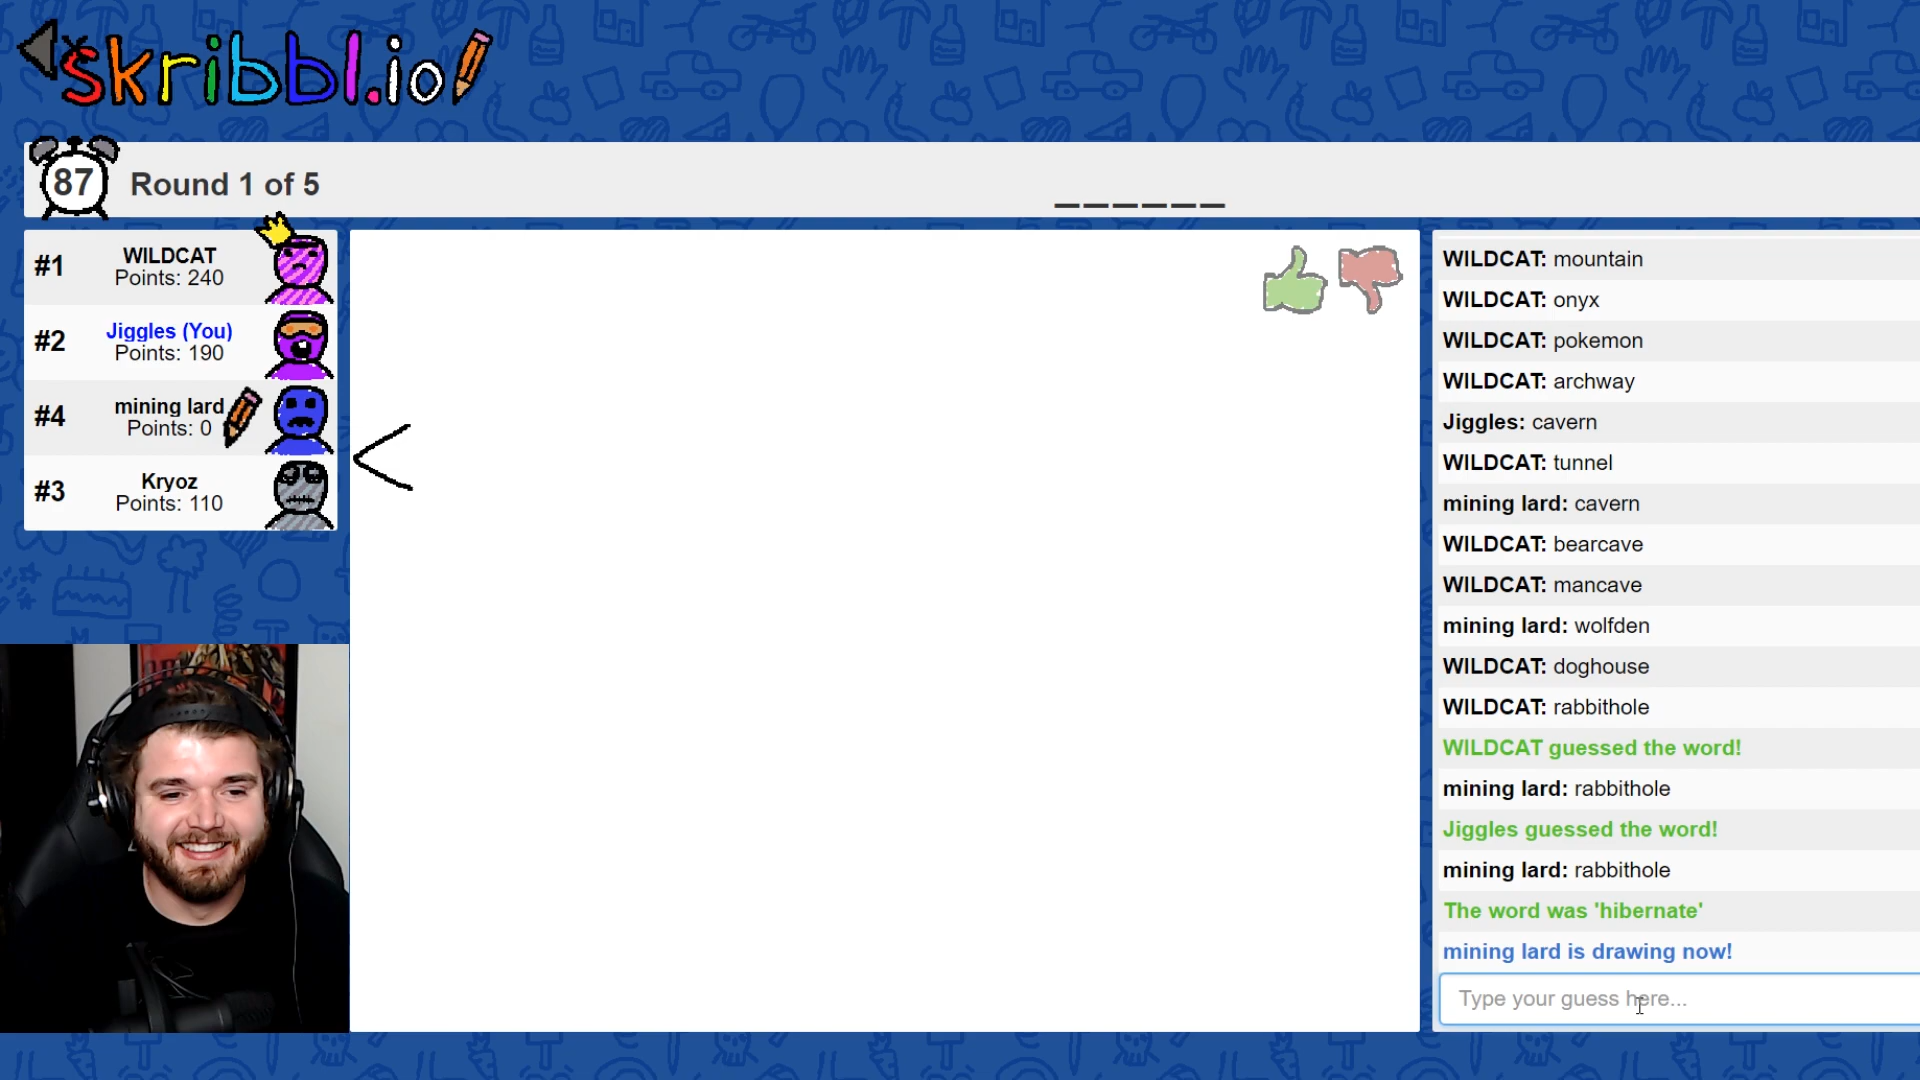 skribbl.io
87
Round 1 of 5
______
#1
WILDCAT
Points: 240
#2
Jiggles (You)
Points: 190
#4
mining lard
Points: 0
#3
Kryoz
Points: 110
WILDCAT: mountain
WILDCAT: onyx
WILDCAT: pokemon
WILDCAT: archway
Jiggles: cavern
WILDCAT: tunnel
mining lard: cavern
WILDCAT: bearcave
WILDCAT: mancave
mining lard: wolfden
WILDCAT: doghouse
WILDCAT: rabbithole
WILDCAT guessed the word!
mining lard: rabbithole
Jiggles guessed the word!
mining lard: rabbithole
The word was 'hibernate'
mining lard is drawing now!
Type your guess here...